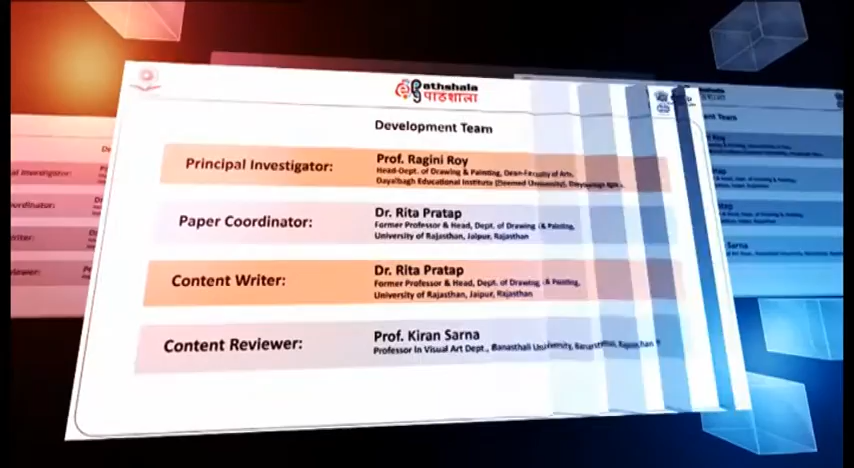 Pathshala
पाठशाला
Development Team
Principal Investigator:
Prof. Ragini Roy
Head-Dept. of Drawing & Painting, Dean-Faculty of Arts,
Dayalbagh Educational Institute (Deemed University),
Paper Coordinator:
Dr. Rita Pratap
Former Professor & Head, Dept. of Drawing & Painting,
University of Rajasthan, Jaipur, Rajasthan
Content Writer:
Dr. Rita Pratap
Former Professor & Head, Dept. of Drawing & Painting,
University of Rajasthan, Jaipur, Rajasthan
Content Reviewer:
Prof. Kiran Sarna
Professor in Visual Art Dept., Banasthali University,